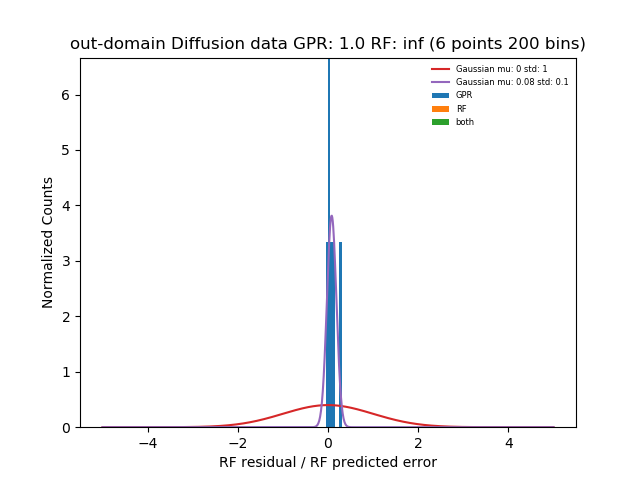 out-domain Diffusion data GPR: 1.0 RF: inf (6 points 200 bins)
Gaussian mu: 0 std: 1
Gaussian mu: 0.08 std: 0.1
GPR
RF
both
Normalized Counts
6
5
4
3
2
1
0
−4
−2
0
2
4
RF residual / RF predicted error